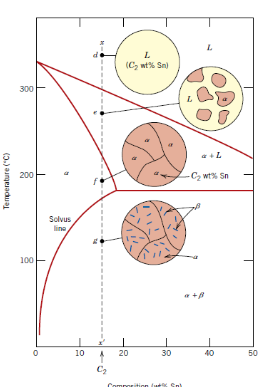 x
d
L
(C₂ wt% Sn)
L
300
e
L
α
α
α
α
α
α + L
Temperature (°C)
200
C₂ wt% Sn
α
f
β
Solvus
line
g
α
100
α + β
x′
0
10
20
30
40
50
C₂
Composition (wt% Sn)